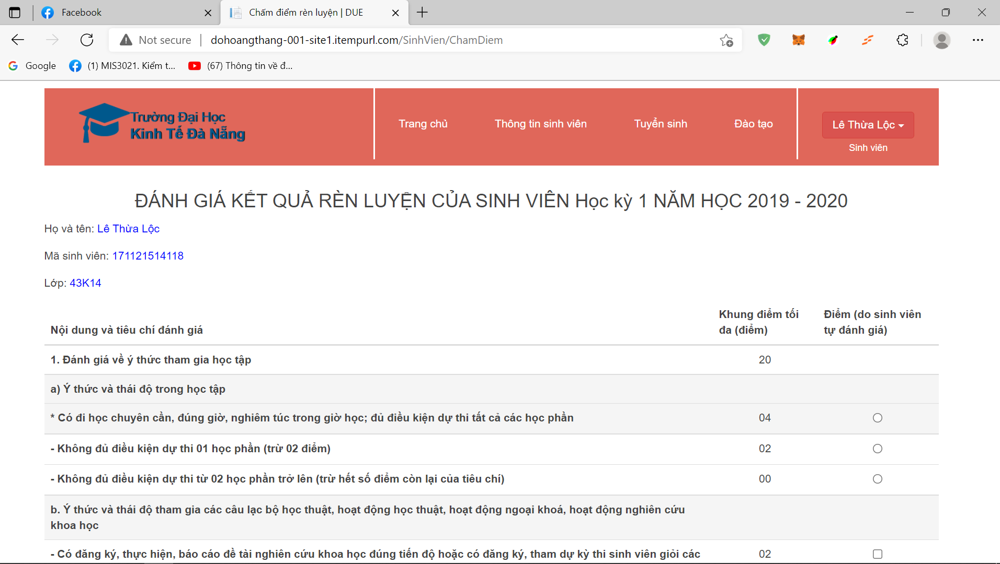 Facebook
Chấm điểm rèn luyện | DUE
Not secure
dohoangthang-001-site1.itempurl.com/SinhVien/ChamDiem
Google
(1) MIS3021. Kiểm t...
(67) Thông tin về đ...
Trường Đại Học
Kinh Tế Đà Nẵng
Trang chủ
Thông tin sinh viên
Tuyển sinh
Đào tạo
Lê Thừa Lộc
Sinh viên
ĐÁNH GIÁ KẾT QUẢ RÈN LUYỆN CỦA SINH VIÊN Học kỳ 1 NĂM HỌC 2019 - 2020
Họ và tên: Lê Thừa Lộc
Mã sinh viên: 171121514118
Lớp: 43K14
Nội dung và tiêu chí đánh giá
Khung điểm tối
đa (điểm)
Điểm (do sinh viên
tự đánh giá)
1. Đánh giá về ý thức tham gia học tập 20
a) Ý thức và thái độ trong học tập
* Có đi học chuyên cần, đúng giờ, nghiêm túc trong giờ học; đủ điều kiện dự thi tất cả các học phần 04
- Không đủ điều kiện dự thi 01 học phần (trừ 02 điểm) 02
- Không đủ điều kiện dự thi từ 02 học phần trở lên (trừ hết số điểm còn lại của tiêu chí) 00
b. Ý thức và thái độ tham gia các câu lạc bộ học thuật, hoạt động học thuật, hoạt động ngoại khoá, hoạt động nghiên cứu
khoa học
- Có đăng ký, thực hiện, báo cáo đề tài nghiên cứu khoa học đúng tiến độ hoặc có đăng ký, tham dự kỳ thi sinh viên giỏi các 02